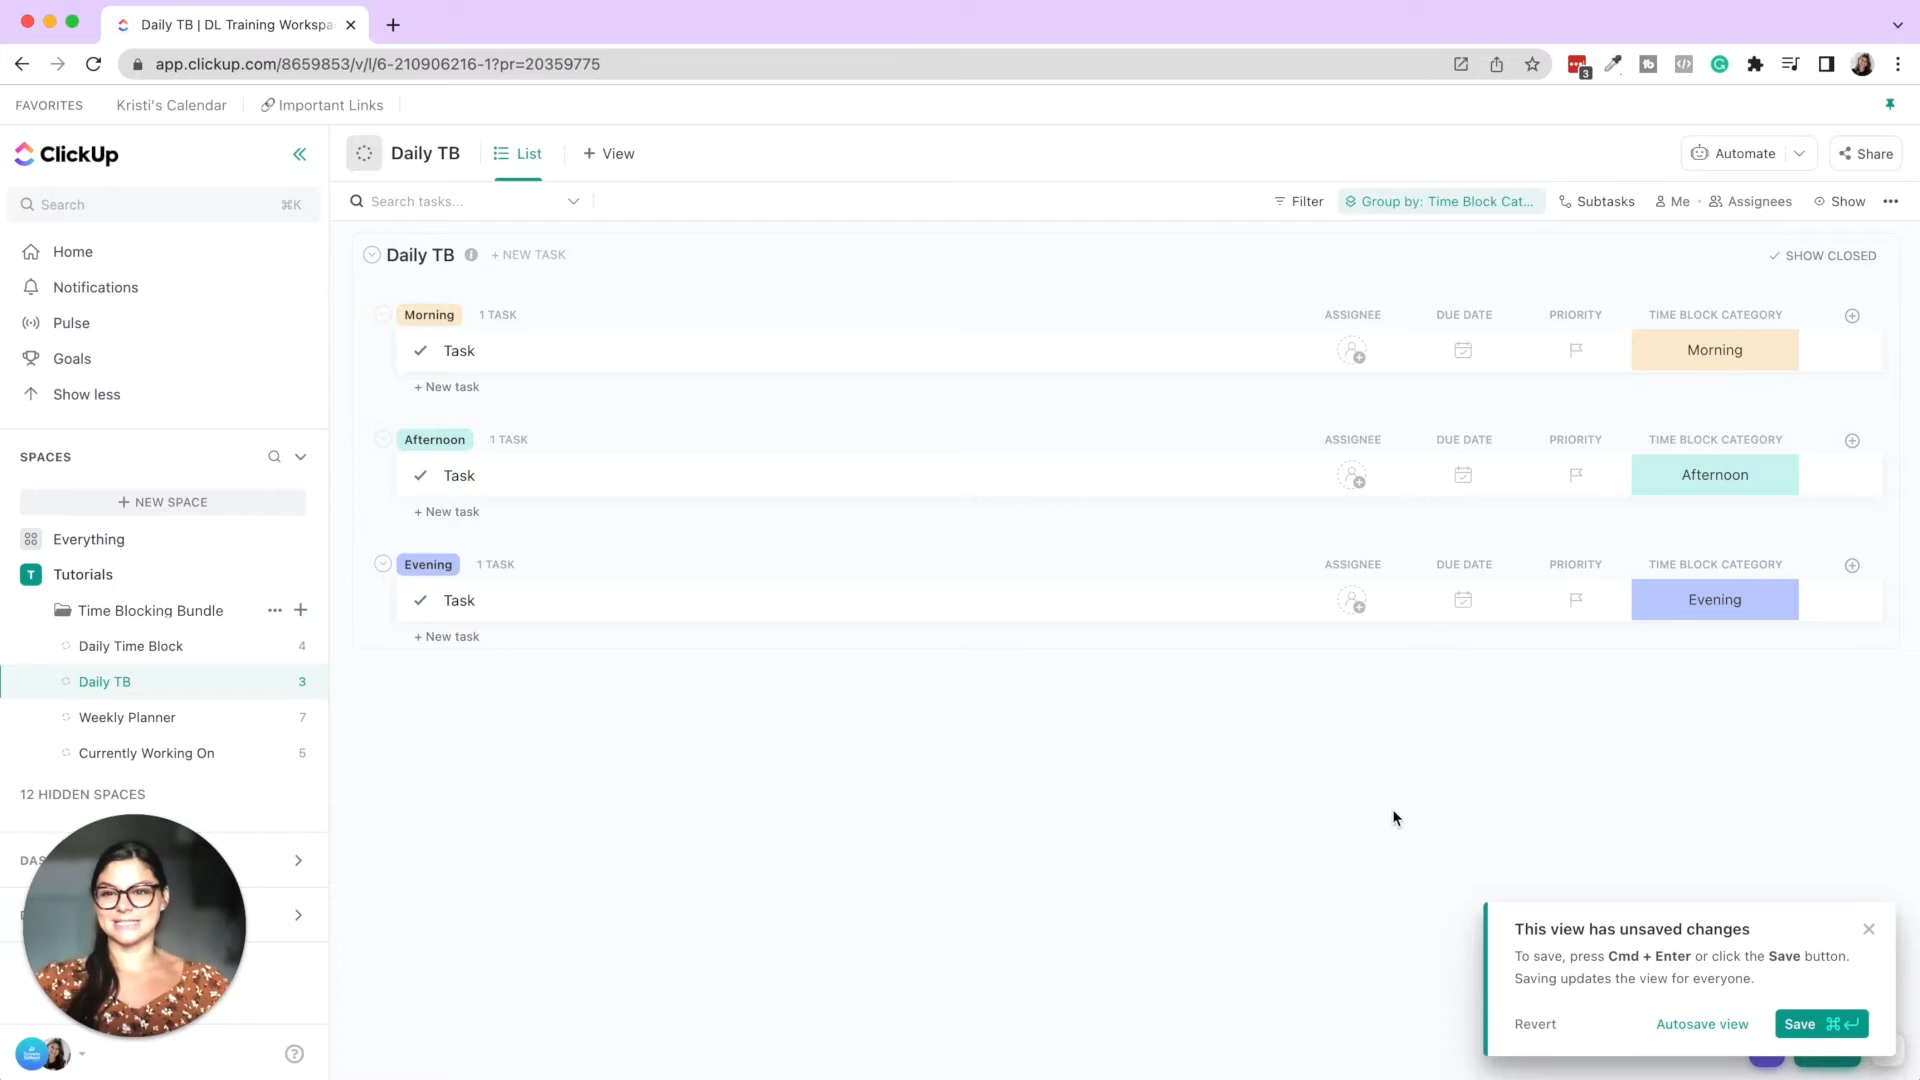 Daily TB | DL Training Workspa
app.clickup.com/8659853/v/l/6-210906216-1?pr=20359775
3
FAVORITES Kristi's Calendar Important Links
ClickUp
Daily TB List + View Automate Share
Search ⌘K
Search tasks... Filter Group by: Time Block Cat... Subtasks Me • Assignees Show
Home
Notifications
Pulse
Goals
Show less
SPACES
+ NEW SPACE
Everything
T Tutorials
Time Blocking Bundle
Daily Time Block 4
Daily TB 3
Weekly Planner 7
Currently Working On 5
12 HIDDEN SPACES
Daily TB + NEW TASK SHOW CLOSED
Morning 1 TASK ASSIGNEE DUE DATE PRIORITY TIME BLOCK CATEGORY
Task Morning
+ New task
Afternoon 1 TASK ASSIGNEE DUE DATE PRIORITY TIME BLOCK CATEGORY
Task Afternoon
+ New task
Evening 1 TASK ASSIGNEE DUE DATE PRIORITY TIME BLOCK CATEGORY
Task Evening
+ New task
This view has unsaved changes
To save, press Cmd + Enter or click the Save button.
Saving updates the view for everyone.
Revert Autosave view Save ⌘↵